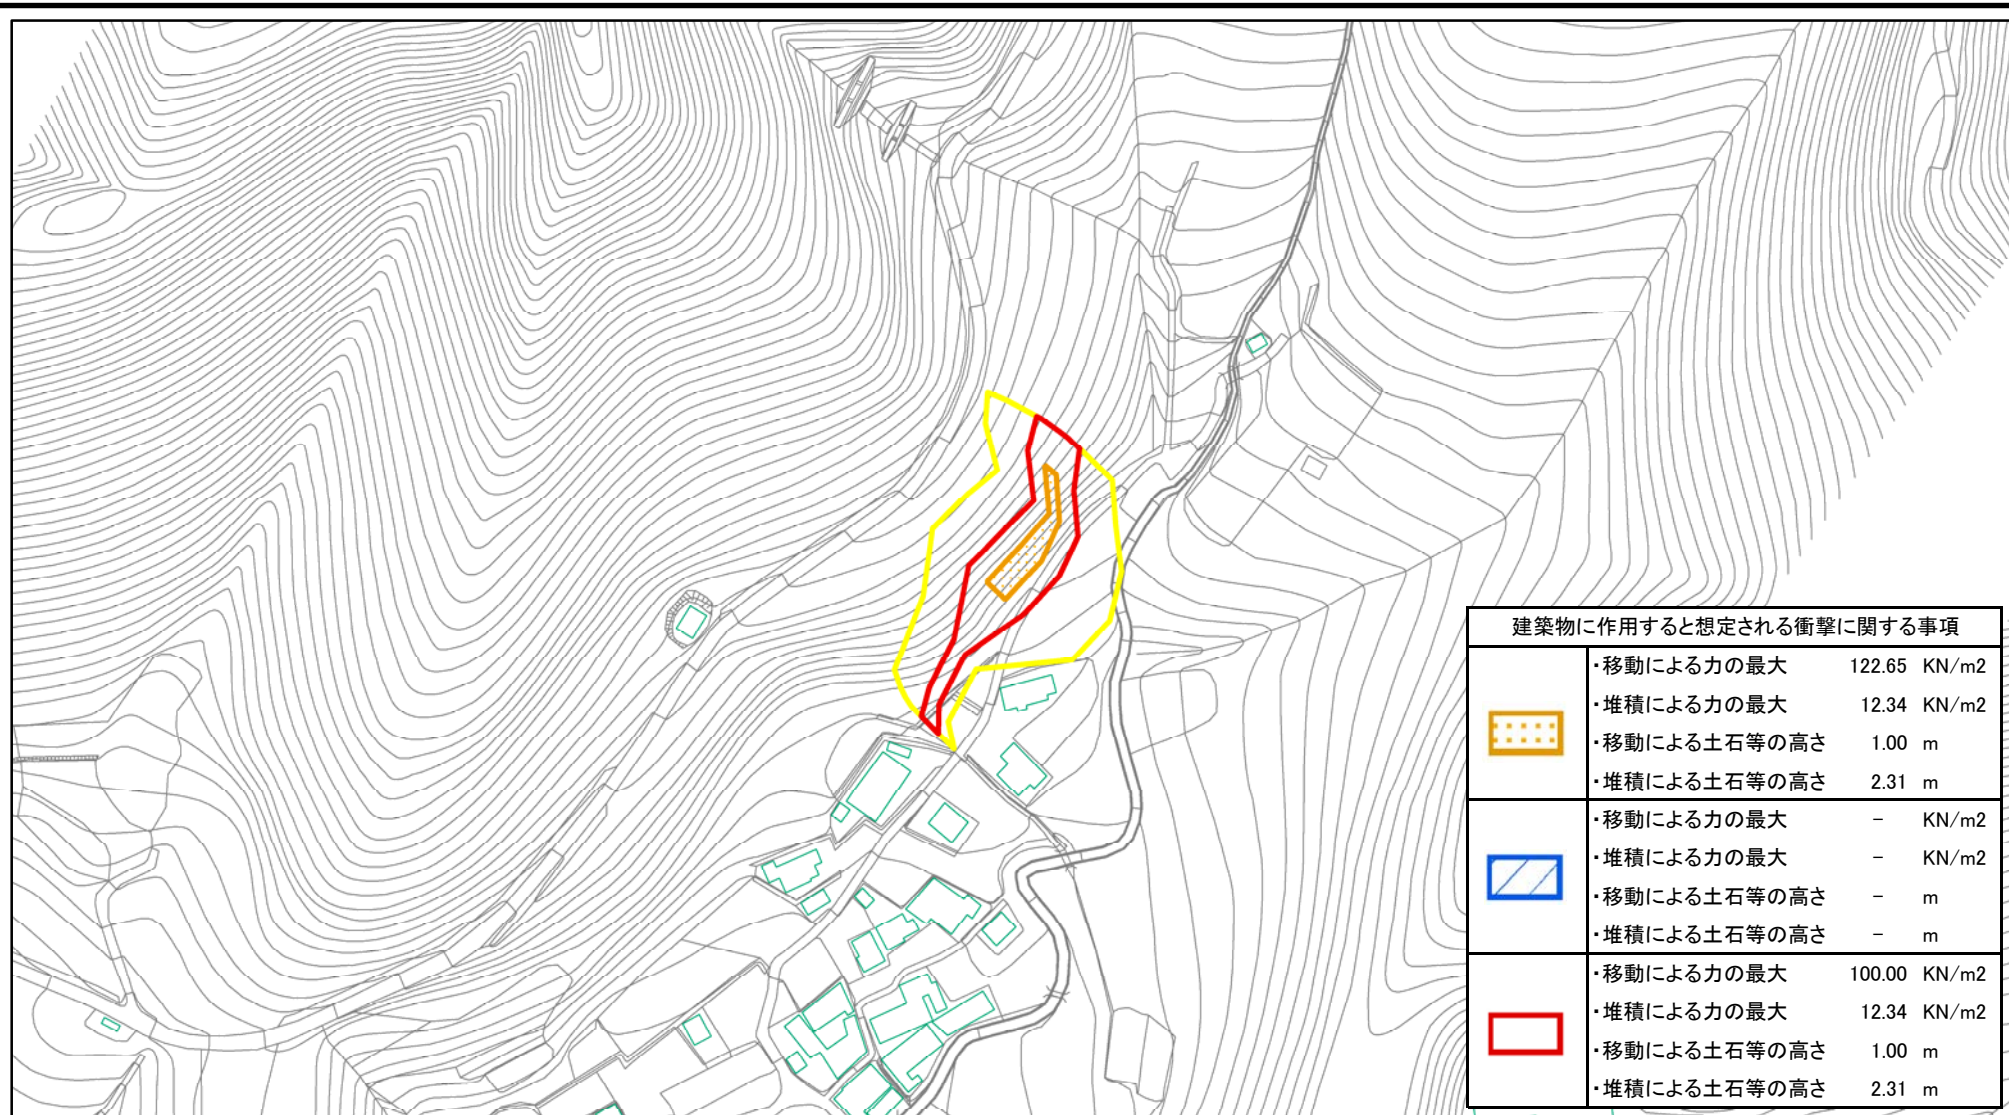 建築物に作用すると想定される衝撃に関する事項
・移動による力の最大 122.65 KN/m2
・堆積による力の最大 12.34 KN/m2
・移動による土石等の高さ 1.00 m
・堆積による土石等の高さ 2.31 m
・移動による力の最大 － KN/m2
・堆積による力の最大 － KN/m2
・移動による土石等の高さ － m
・堆積による土石等の高さ － m
・移動による力の最大 100.00 KN/m2
・堆積による力の最大 12.34 KN/m2
・移動による土石等の高さ 1.00 m
・堆積による土石等の高さ 2.31 m